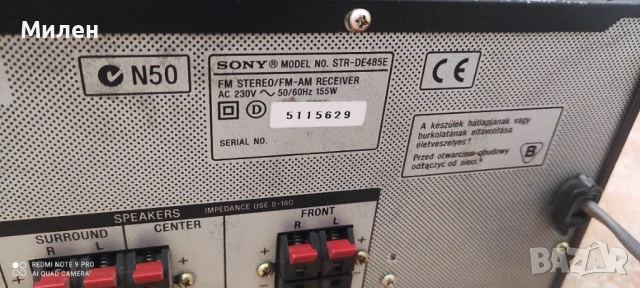 Милен
N50
SONY® MODEL NO. STR-DE485E
FM STEREO/FM-AM RECEIVER
AC 230V ~ 50/60Hz 155W
D
5115629
SERIAL NO.
CE
A készülék hátlapjának vagy
burkolatának eltávolítása
életveszélyes!
Przed otwarciem obudowy
odłączyć od sieci.
B
SPEAKERS IMPEDANCE USE 8-16Ω
SURROUND
R L
CENTER
FRONT
R L
+
+
+
−
−
REDMI NOTE 9 PRO
AI QUAD CAMERA
BAZAR